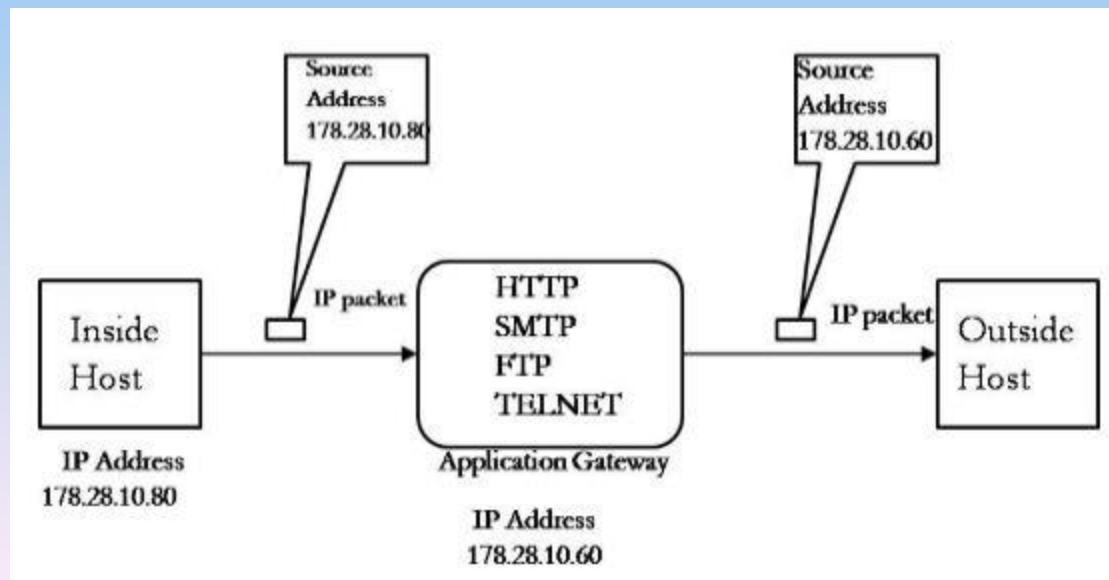 Source
Address
178.28.10.80
Source
Address
178.28.10.60
IP packet
IP packet
Inside
Host
HTTP
SMTP
FTP
TELNET
Outside
Host
IP Address
178.28.10.80
Application Gateway
IP Address
178.28.10.60